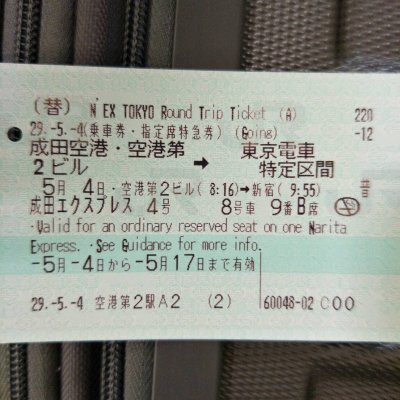 (替) N'EX TOKYO Round Trip Ticket (A) 220
29.-5.-4(乗車券・指定席特急券) (Going) -12
成田空港・空港第2ビル → 東京電車特定区間
5月 4日・空港第2ビル( 8:16)→新宿( 9:55) 普
成田エクスプレス 4号 8号車 9番B席
・Valid for an ordinary reserved seat on one Narita
Express. ・See Guidance for more info.
-5月-4日から-5月17日まで有効
29.-5.-4 空港第2駅A2 (2) 60048-02 C00